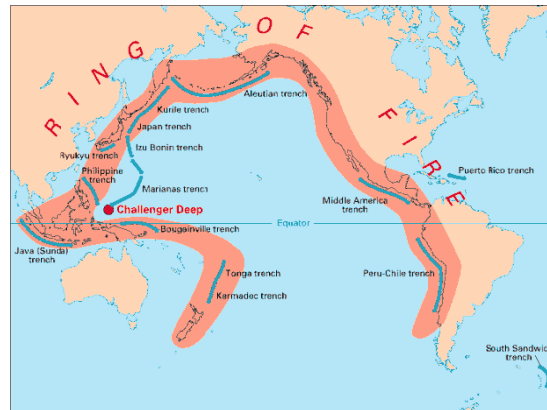 RING OF FIRE
Aleutian trench
Kurile trench
Japan trench
Izu Bonin trench
Ryukyu trench
Philippine
trench
Marianas trench
Challenger Deep
Bougainville trench
Equator
Java (Sunda)
trench
Tonga trench
Kermadec trench
Middle America
trench
Puerto Rico trench
Peru-Chile trench
South Sandwich
trench